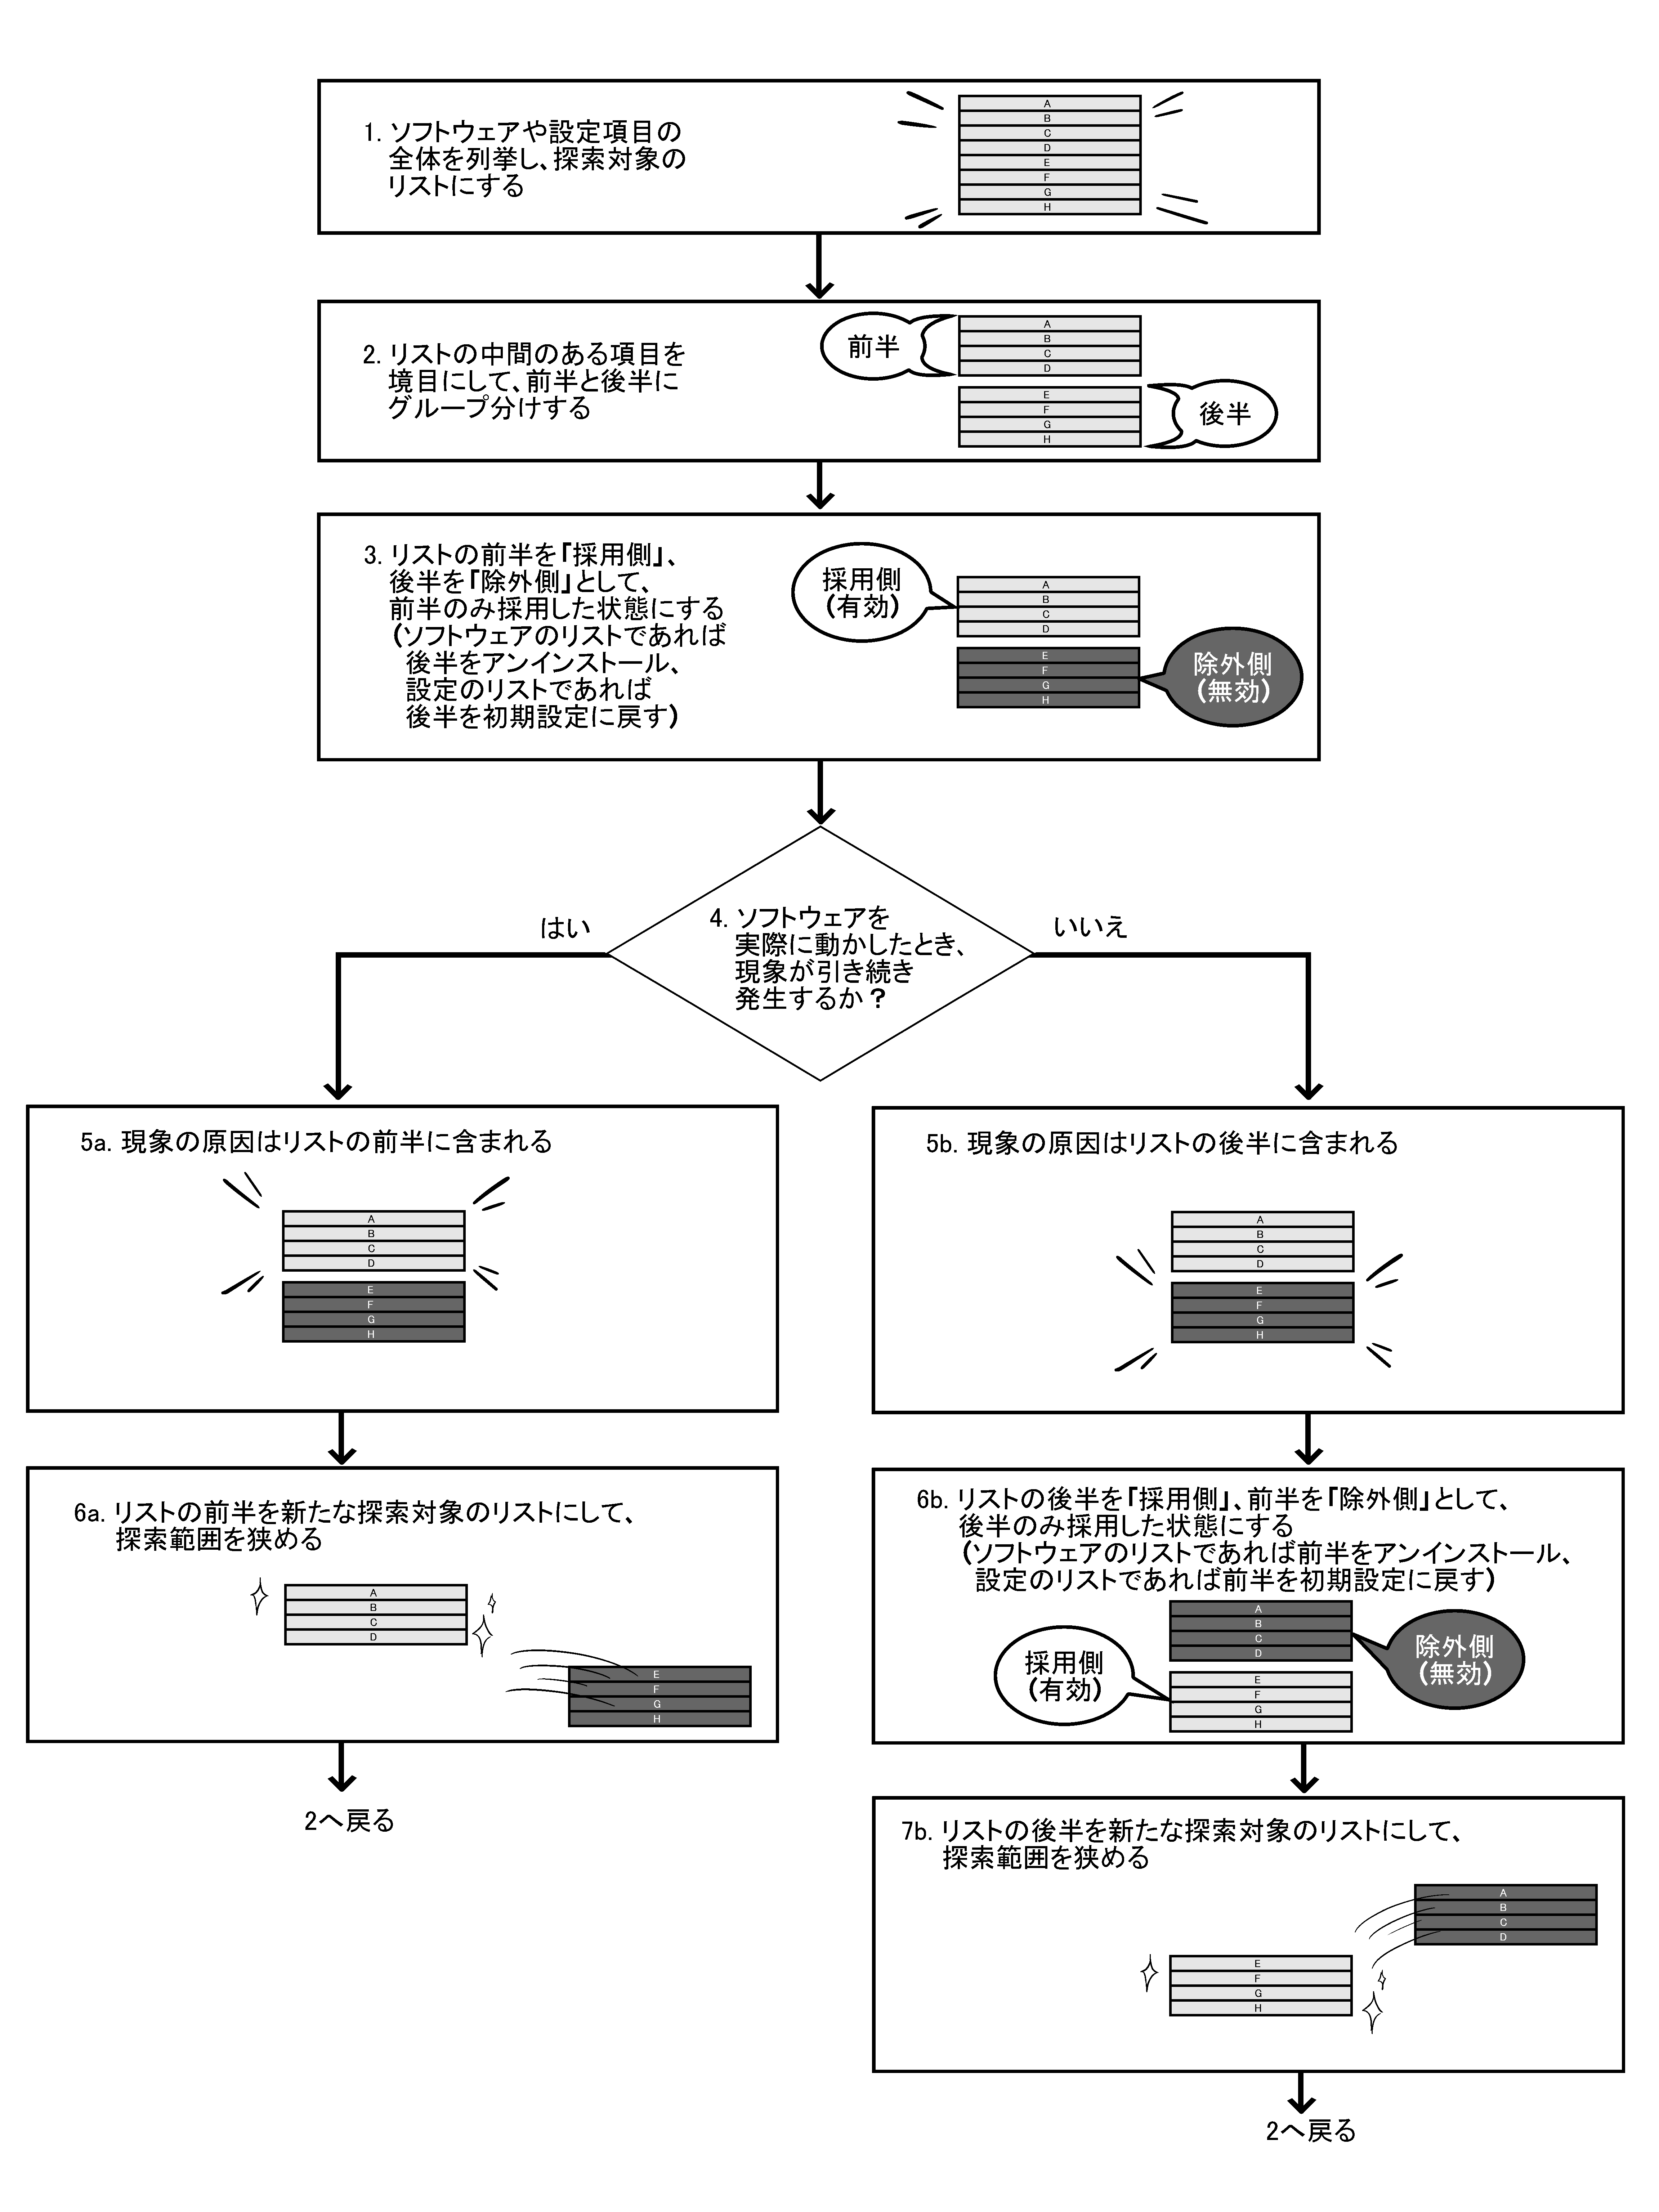 1. ソフトウェアや設定項目の
全体を列挙し、探索対象の
リストにする
A
B
C
D
E
F
G
H
2. リストの中間のある項目を
境目にして、前半と後半に
グループ分けする
前半
A
B
C
D
E
F
G
H
後半
3. リストの前半を『採用側』、
後半を『除外側』として、
前半のみ採用した状態にする
(ソフトウェアのリストであれば
後半をアンインストール、
設定のリストであれば
後半を初期設定に戻す)
採用側
(有効)
A
B
C
D
E
F
G
H
除外側
(無効)
4. ソフトウェアを
実際に動かしたとき、
現象が引き続き
発生するか?
はい
いいえ
5a. 現象の原因はリストの前半に含まれる
A
B
C
D
E
F
G
H
6a. リストの前半を新たな探索対象のリストにして、
探索範囲を狭める
A
B
C
D
E
F
G
H
2へ戻る
5b. 現象の原因はリストの後半に含まれる
A
B
C
D
E
F
G
H
6b. リストの後半を『採用側』、前半を『除外側』として、
後半のみ採用した状態にする
(ソフトウェアのリストであれば前半をアンインストール、
設定のリストであれば前半を初期設定に戻す)
A
B
C
D
除外側
(無効)
採用側
(有効)
E
F
G
H
7b. リストの後半を新たな探索対象のリストにして、
探索範囲を狭める
A
B
C
D
E
F
G
H
2へ戻る